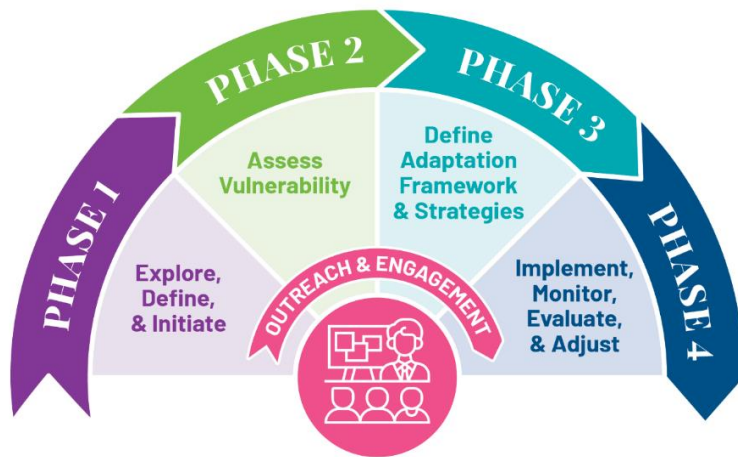 PHASE 1
Explore,
Define,
& Initiate
PHASE 2
Assess
Vulnerability
PHASE 3
Define
Adaptation
Framework
& Strategies
PHASE 4
Implement,
Monitor,
Evaluate,
& Adjust
OUTREACH & ENGAGEMENT